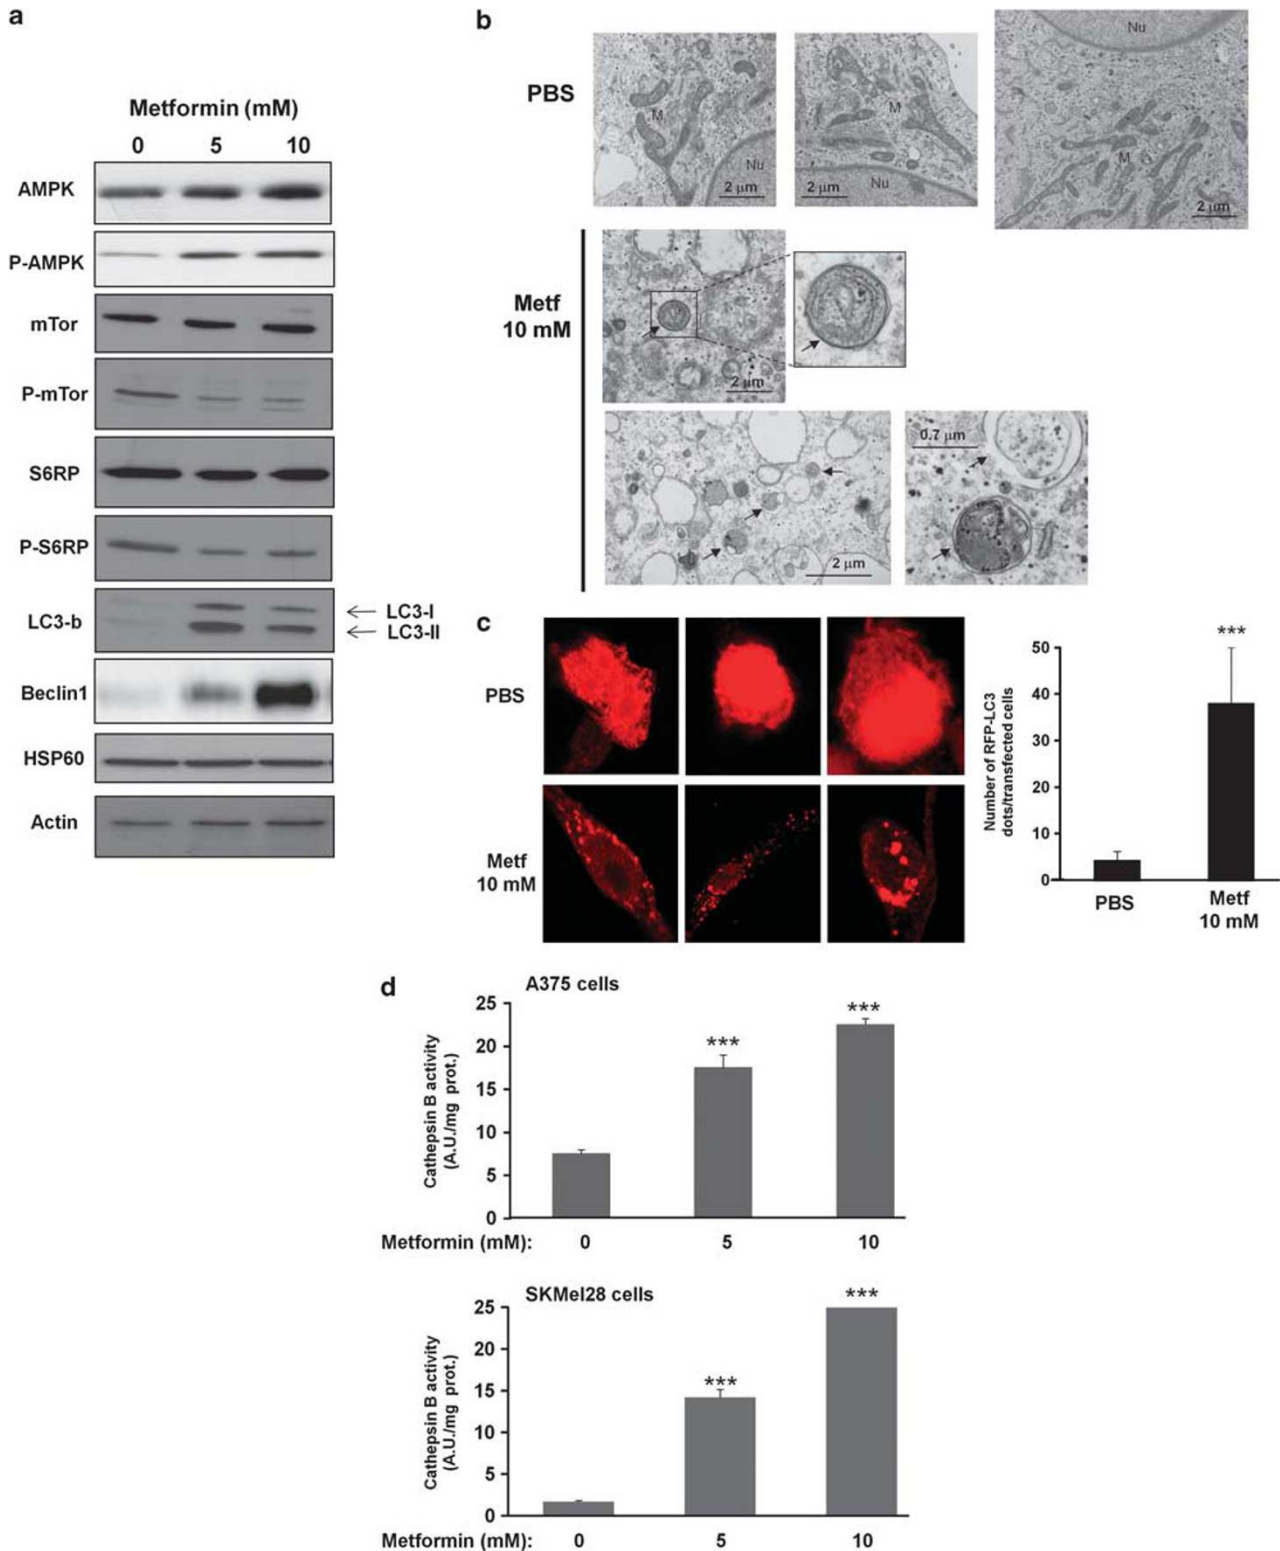 a
Metformin (mM)
0 5 10
AMPK
P-AMPK
mTor
P-mTor
S6RP
P-S6RP
LC3-b
LC3-I
LC3-II
Beclin1
HSP60
Actin
b
PBS
M
Nu
2 μm
M
Nu
2 μm
Nu
M
2 μm
Metf
10 mM
2 μm
2 μm
0.7 μm
c
PBS
Metf
10 mM
Number of RFP-LC3
dots/transfected cells
50
40
30
20
10
0
***
PBS
Metf
10 mM
d
A375 cells
Cathepsin B activity
(A.U./mg prot.)
25
20
15
10
5
0
***
***
Metformin (mM): 0 5 10
SKMel28 cells
Cathepsin B activity
(A.U./mg prot.)
25
20
15
10
5
0
***
***
Metformin (mM): 0 5 10